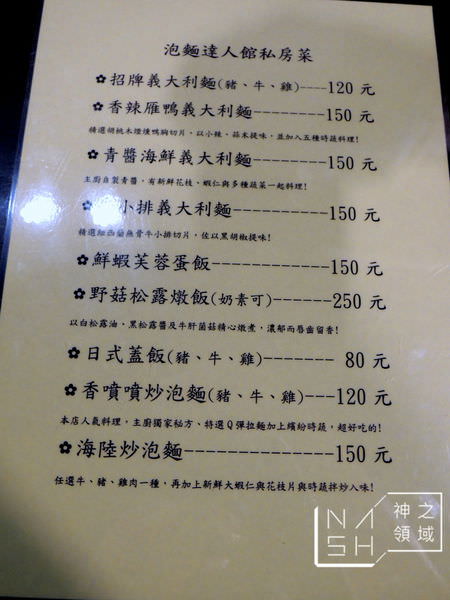 泡麵達人館私房菜
✿招牌義大利麵(豬、牛、雞)----120 元
✿香辣雁鴨義大利麵---------150 元
精選胡桃木煙燻鴨胸切片，以小辣、蒜末提味，並加入五種時蔬料理!
✿青醬海鮮義大利麵---------150 元
主廚自製青醬，有新鮮花枝、蝦仁與多種蔬菜一起料理!
✿小排義大利麵-----------150 元
精選紐西蘭無骨牛小排切片，佐以黑胡椒提味!
✿鮮蝦芙蓉蛋飯------------150 元
✿野菇松露燉飯(奶素可)------250 元
以白松露油、黑松露醬及牛肝菌菇精心燉煮，濃郁而唇齒留香!
✿日式蓋飯(豬、牛、雞)------- 80 元
✿香噴噴炒泡麵(豬、牛、雞)---120 元
本店人氣料理，主廚獨家秘方、特選Q彈拉麵加上繽紛時蔬，超好吃的!
✿海陸炒泡麵---------------150 元
任選牛、豬、雞肉一種，再加上新鮮大蝦仁與花枝片與時蔬拌炒入味!
NASH
神之領域